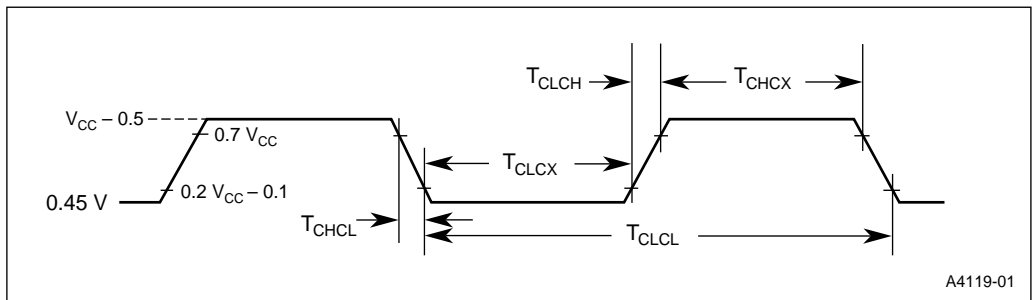 T_CLCH
T_CHCX
V_CC – 0.5
0.7 V_CC
T_CLCX
0.2 V_CC – 0.1
0.45 V
T_CHCL
T_CLCL
A4119-01